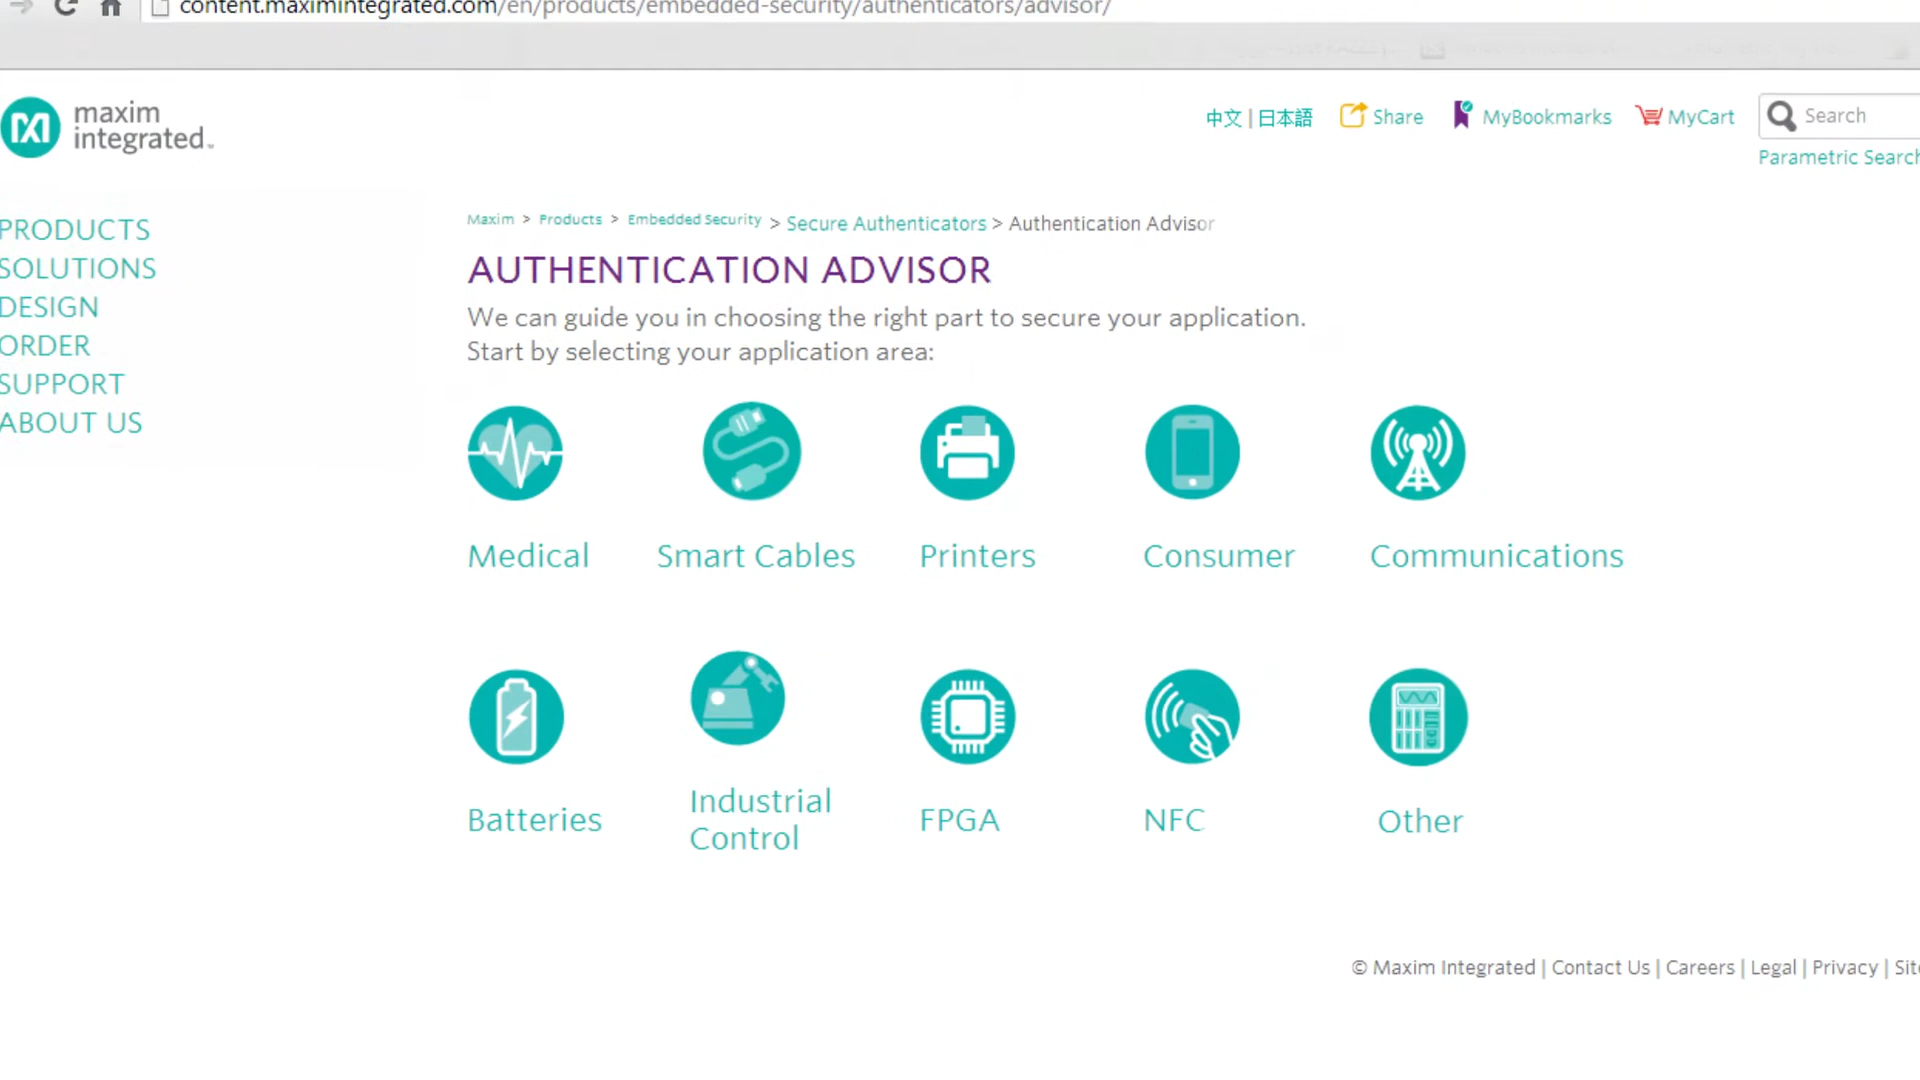 content.maximintegrated.com/en/products/embedded-security/authenticators/advisor/
maxim
integrated™
中文 | 日本語 Share MyBookmarks MyCart Search
Parametric Search
PRODUCTS
SOLUTIONS
DESIGN
ORDER
SUPPORT
ABOUT US
Maxim > Products > Embedded Security > Secure Authenticators > Authentication Advisor
AUTHENTICATION ADVISOR
We can guide you in choosing the right part to secure your application.
Start by selecting your application area:
Medical Smart Cables Printers Consumer Communications
Batteries Industrial Control FPGA NFC Other
© Maxim Integrated | Contact Us | Careers | Legal | Privacy |